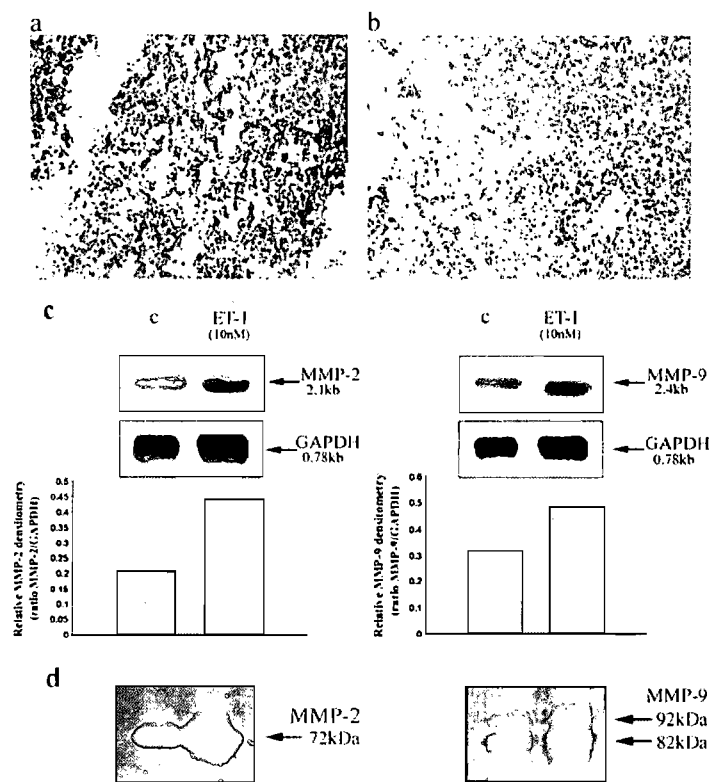 a
b
c
c
ET-1
(10nM)
MMP-2
2.1kb
GAPDH
0.78kb
0.5
0.45
0.4
0.35
0.3
0.25
0.2
0.15
0.1
0.05
0
Relative MMP-2 densitometry
(ratio MMP-2/GAPDH)
c
ET-1
(10nM)
MMP-9
2.4kb
GAPDH
0.78kb
0.6
0.5
0.4
0.3
0.2
0.1
0
Relative MMP-9 densitometry
(ratio MMP-9/GAPDH)
d
MMP-2
72kDa
MMP-9
92kDa
82kDa